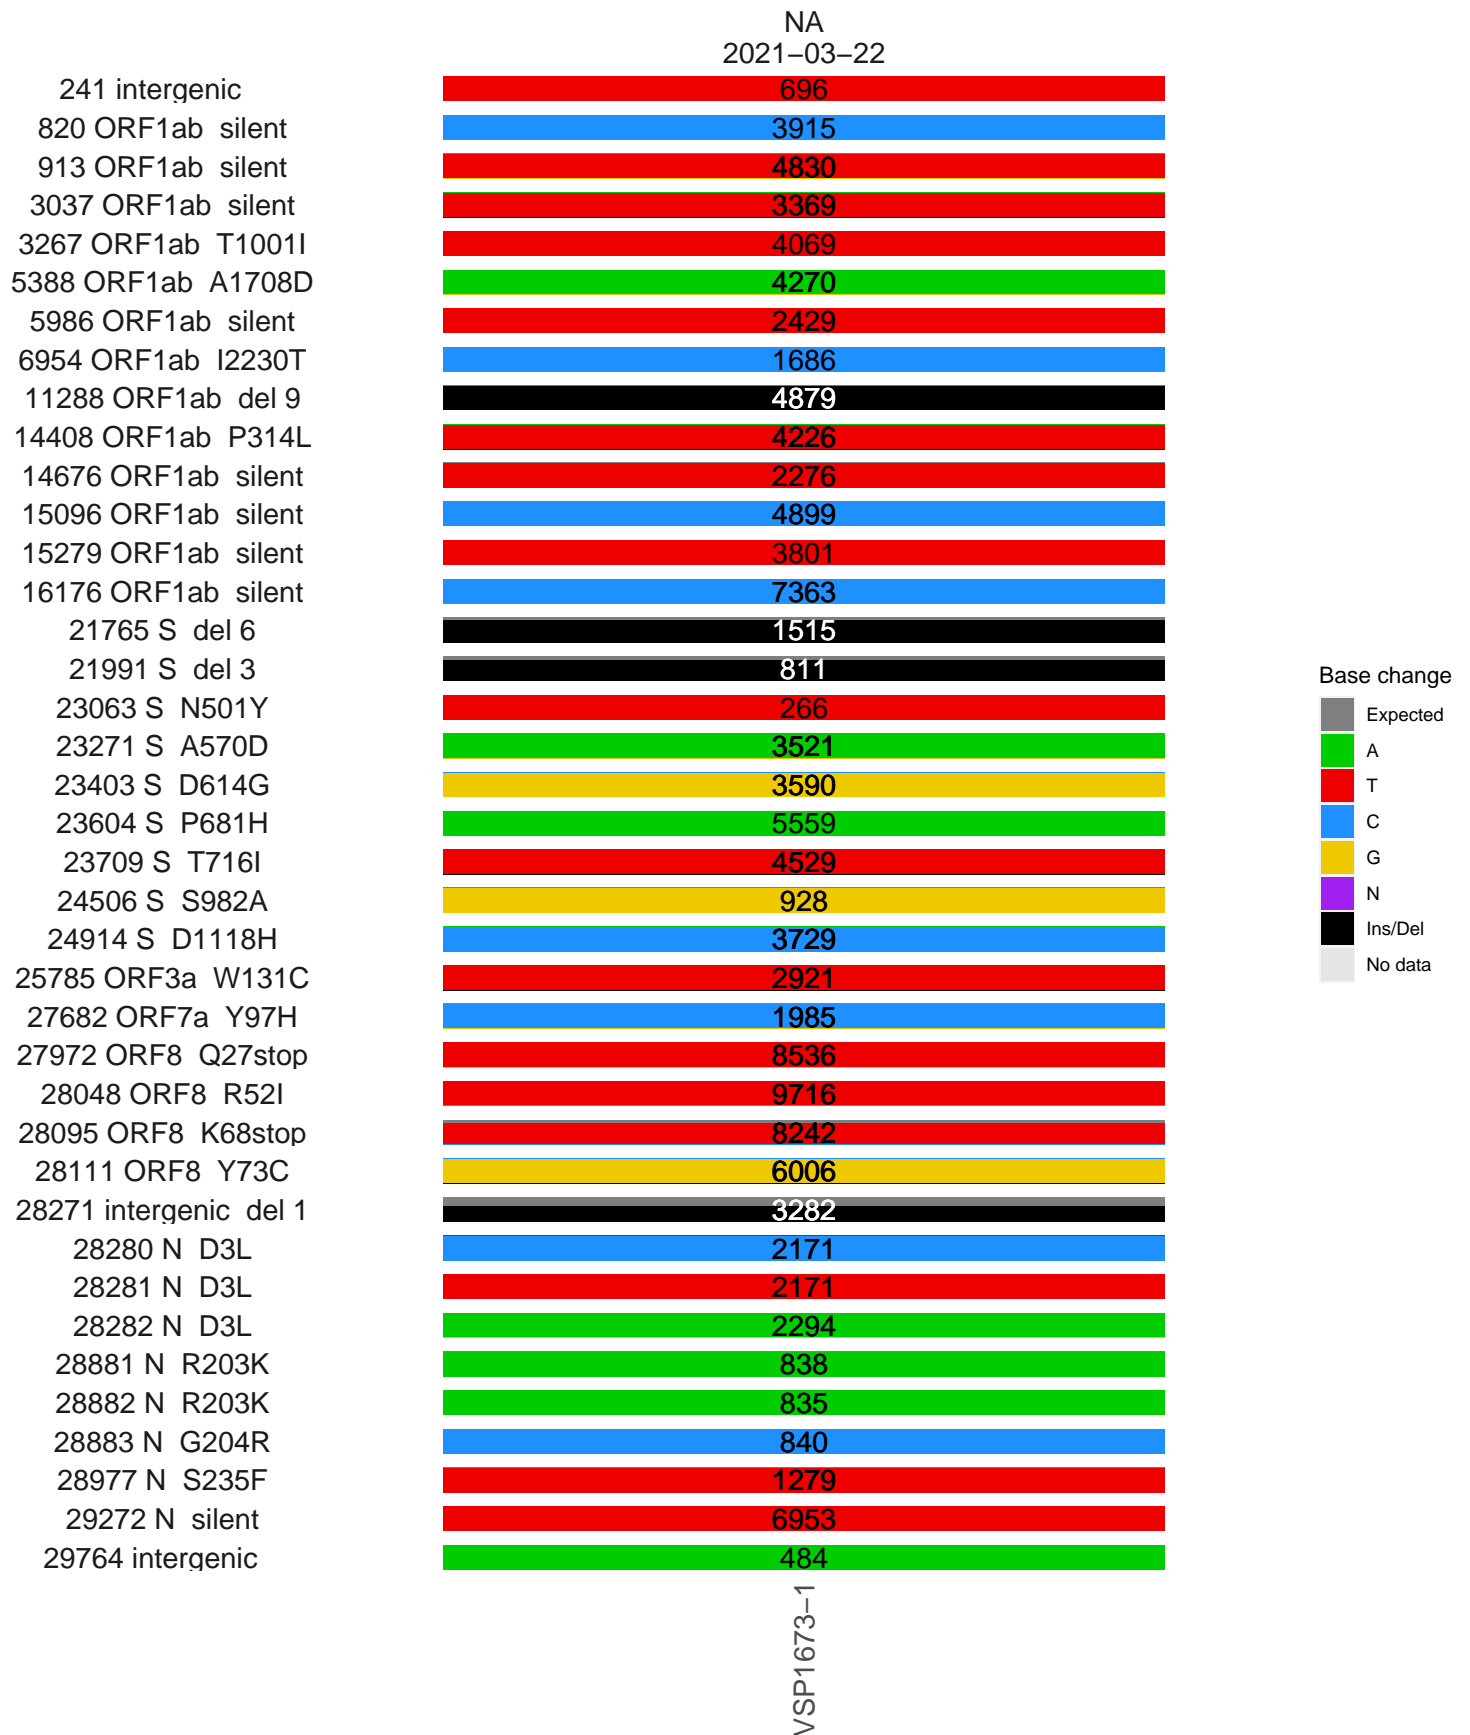 NA
2021−03−22
241 intergenic 696
820 ORF1ab silent 3915
913 ORF1ab silent 4830
3037 ORF1ab silent 3369
3267 ORF1ab T1001I 4069
5388 ORF1ab A1708D 4270
5986 ORF1ab silent 2429
6954 ORF1ab I2230T 1686
11288 ORF1ab del 9 4879
14408 ORF1ab P314L 4226
14676 ORF1ab silent 2276
15096 ORF1ab silent 4899
15279 ORF1ab silent 3801
16176 ORF1ab silent 7363
21765 S del 6 1515
21991 S del 3 811
23063 S N501Y 266
23271 S A570D 3521
23403 S D614G 3590
23604 S P681H 5559
23709 S T716I 4529
24506 S S982A 928
24914 S D1118H 3729
25785 ORF3a W131C 2921
27682 ORF7a Y97H 1985
27972 ORF8 Q27stop 8536
28048 ORF8 R52I 9716
28095 ORF8 K68stop 8242
28111 ORF8 Y73C 6006
28271 intergenic del 1 3282
28280 N D3L 2171
28281 N D3L 2171
28282 N D3L 2294
28881 N R203K 838
28882 N R203K 835
28883 N G204R 840
28977 N S235F 1279
29272 N silent 6953
29764 intergenic 484
VSP1673−1
Base change
Expected
A
T
C
G
N
Ins/Del
No data